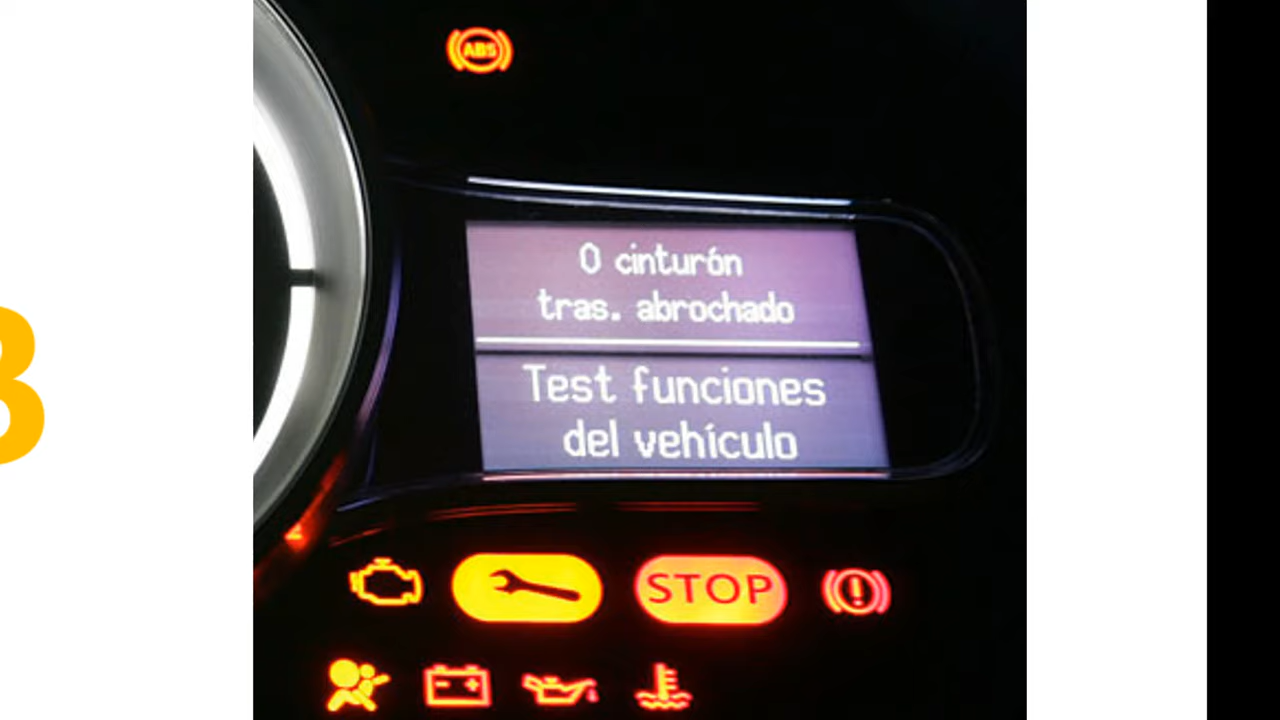 ABS
0 cinturón
tras. abrochado
Test funciones
del vehículo
STOP